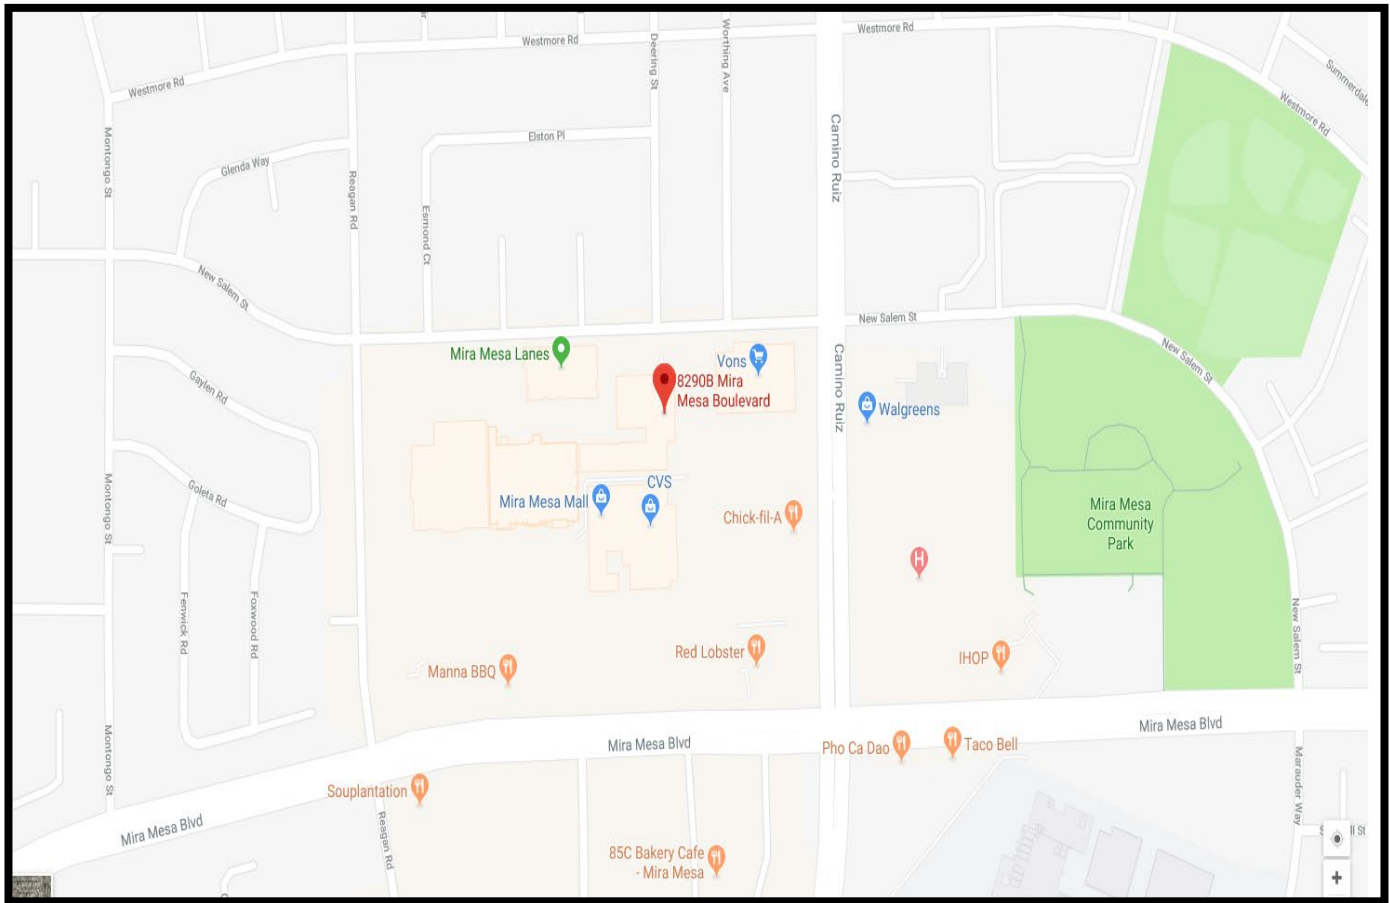 Westmore Rd
Deering St
Worthing Ave
Westmore Rd
Summerdale
Westmore Rd
Westmore Rd
Montongo St
Elston Pl
Camino Ruiz
Glenda Way
Reagan Rd
Esmond Ct
New Salem St
New Salem St
Mira Mesa Lanes
Vons
8290B Mira
Mesa Boulevard
Camino Ruiz
New Salem St
Gaylen Rd
Walgreens
Goleta Rd
Montongo St
Mira Mesa Mall
CVS
Chick-fil-A
Mira Mesa
Community
Park
H
Fenwick Rd
Foxwood Rd
New Salem St
Manna BBQ
Red Lobster
IHOP
Montongo St
Mira Mesa Blvd
Mira Mesa Blvd
Pho Ca Dao
Taco Bell
Marauder Way
Souplantation
Mira Mesa Blvd
Reagan Rd
85C Bakery Cafe
- Mira Mesa
+